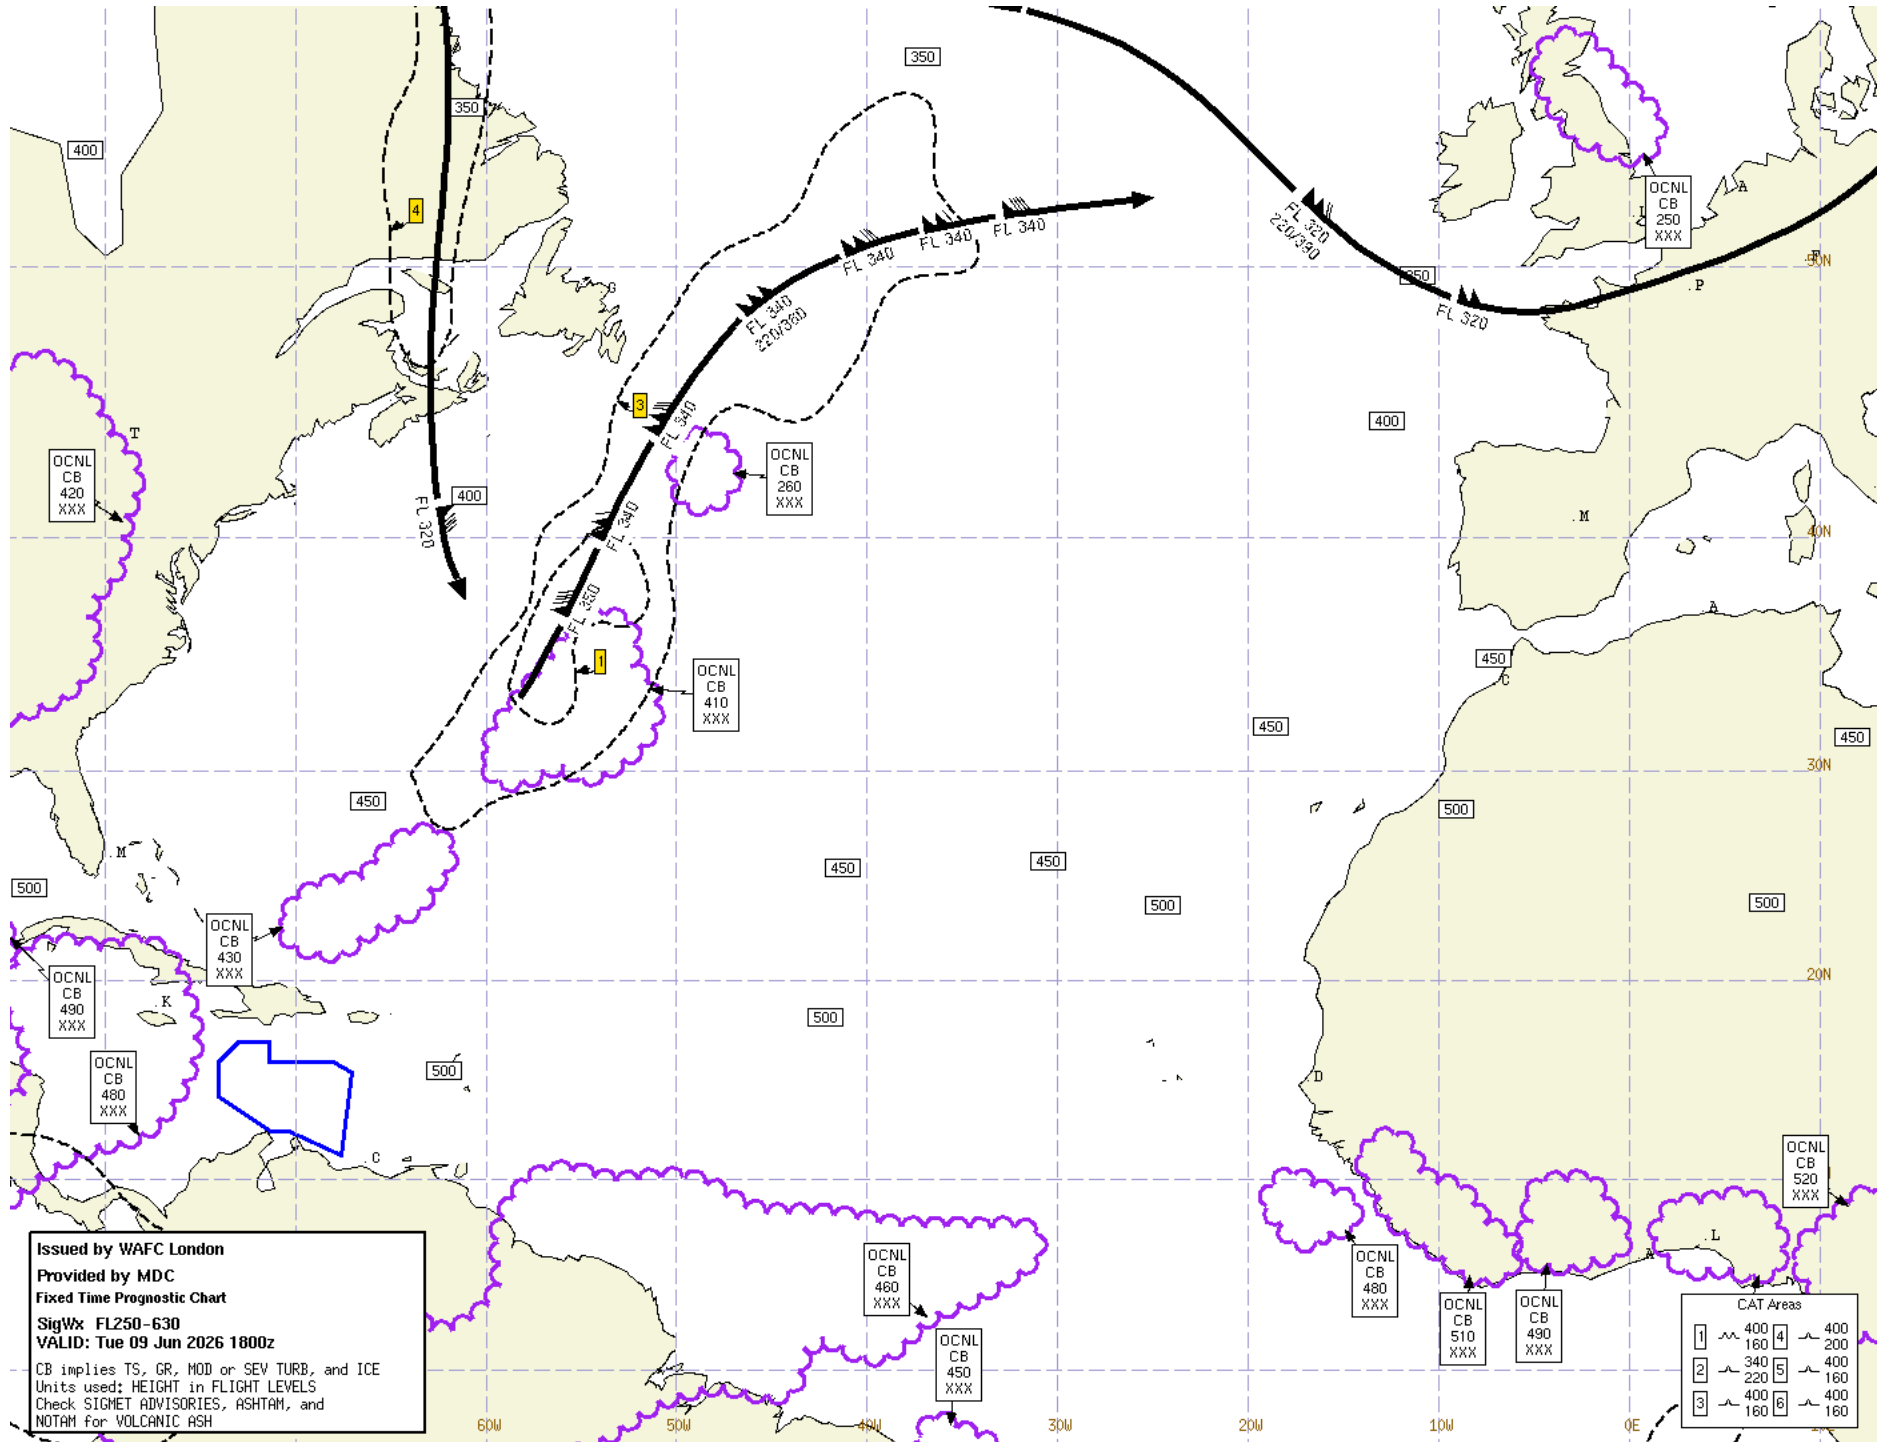 350
350
400
4
OCNL
CB
250
XXX
A
FL 320
220/380
FL 340
FL 340
FL 340
50N
350
P
G
FL 340
220/380
FL 320
3
FL 340
400
T
OCNL
CB
420
XXX
OCNL
CB
260
XXX
400
FL 320
FL 340
M
40N
FL 350
A
1
OCNL
CB
410
XXX
450
C
450
450
30N
450
500
M
450
450
500
500
500
OCNL
CB
430
XXX
OCNL
CB
490
XXX
K
20N
500
500
OCNL
CB
480
XXX
D
C
OCNL
CB
520
XXX
L
A
OCNL
CB
460
XXX
OCNL
CB
480
XXX
OCNL
CB
510
XXX
OCNL
CB
490
XXX
OCNL
CB
450
XXX
Issued by WAFC London
Provided by MDC
Fixed Time Prognostic Chart
SigWx FL250-630
VALID: Tue 09 Jun 2026 1800z
CB implies TS, GR, MOD or SEV TURB, and ICE
Units used: HEIGHT in FLIGHT LEVELS
Check SIGMET ADVISORIES, ASHTAM, and
NOTAM for VOLCANIC ASH
CAT Areas
1 400 160 4 400 200
2 340 220 5 400 160
3 400 160 6 400 160
60W
50W
40W
30W
20W
10W
0E